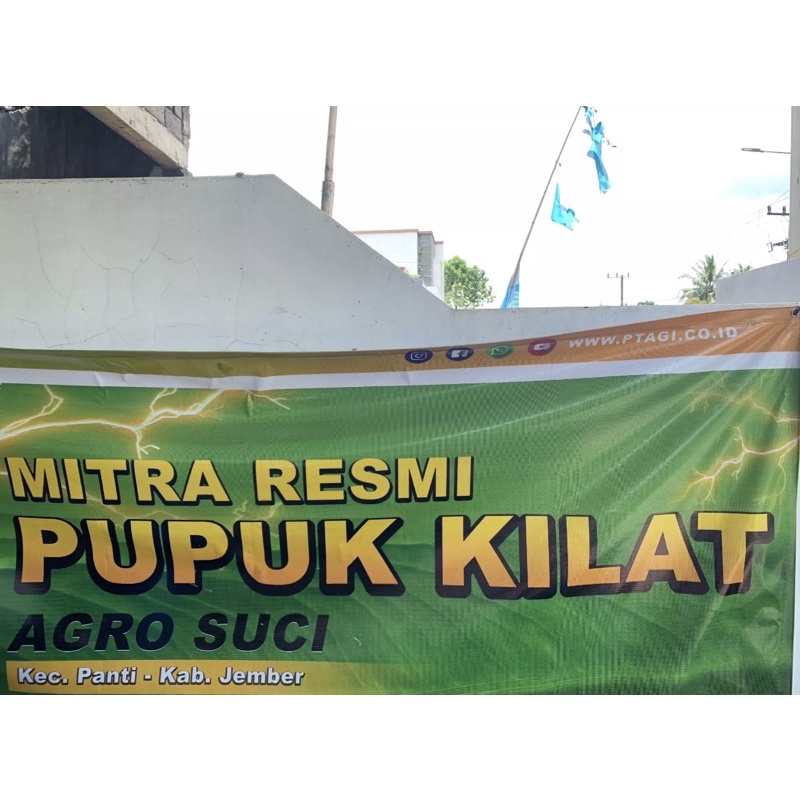 WWW.PTAGI.CO.ID
MITRA RESMI
PUPUK KILAT
AGRO SUCI
Kec. Panti - Kab. Jember